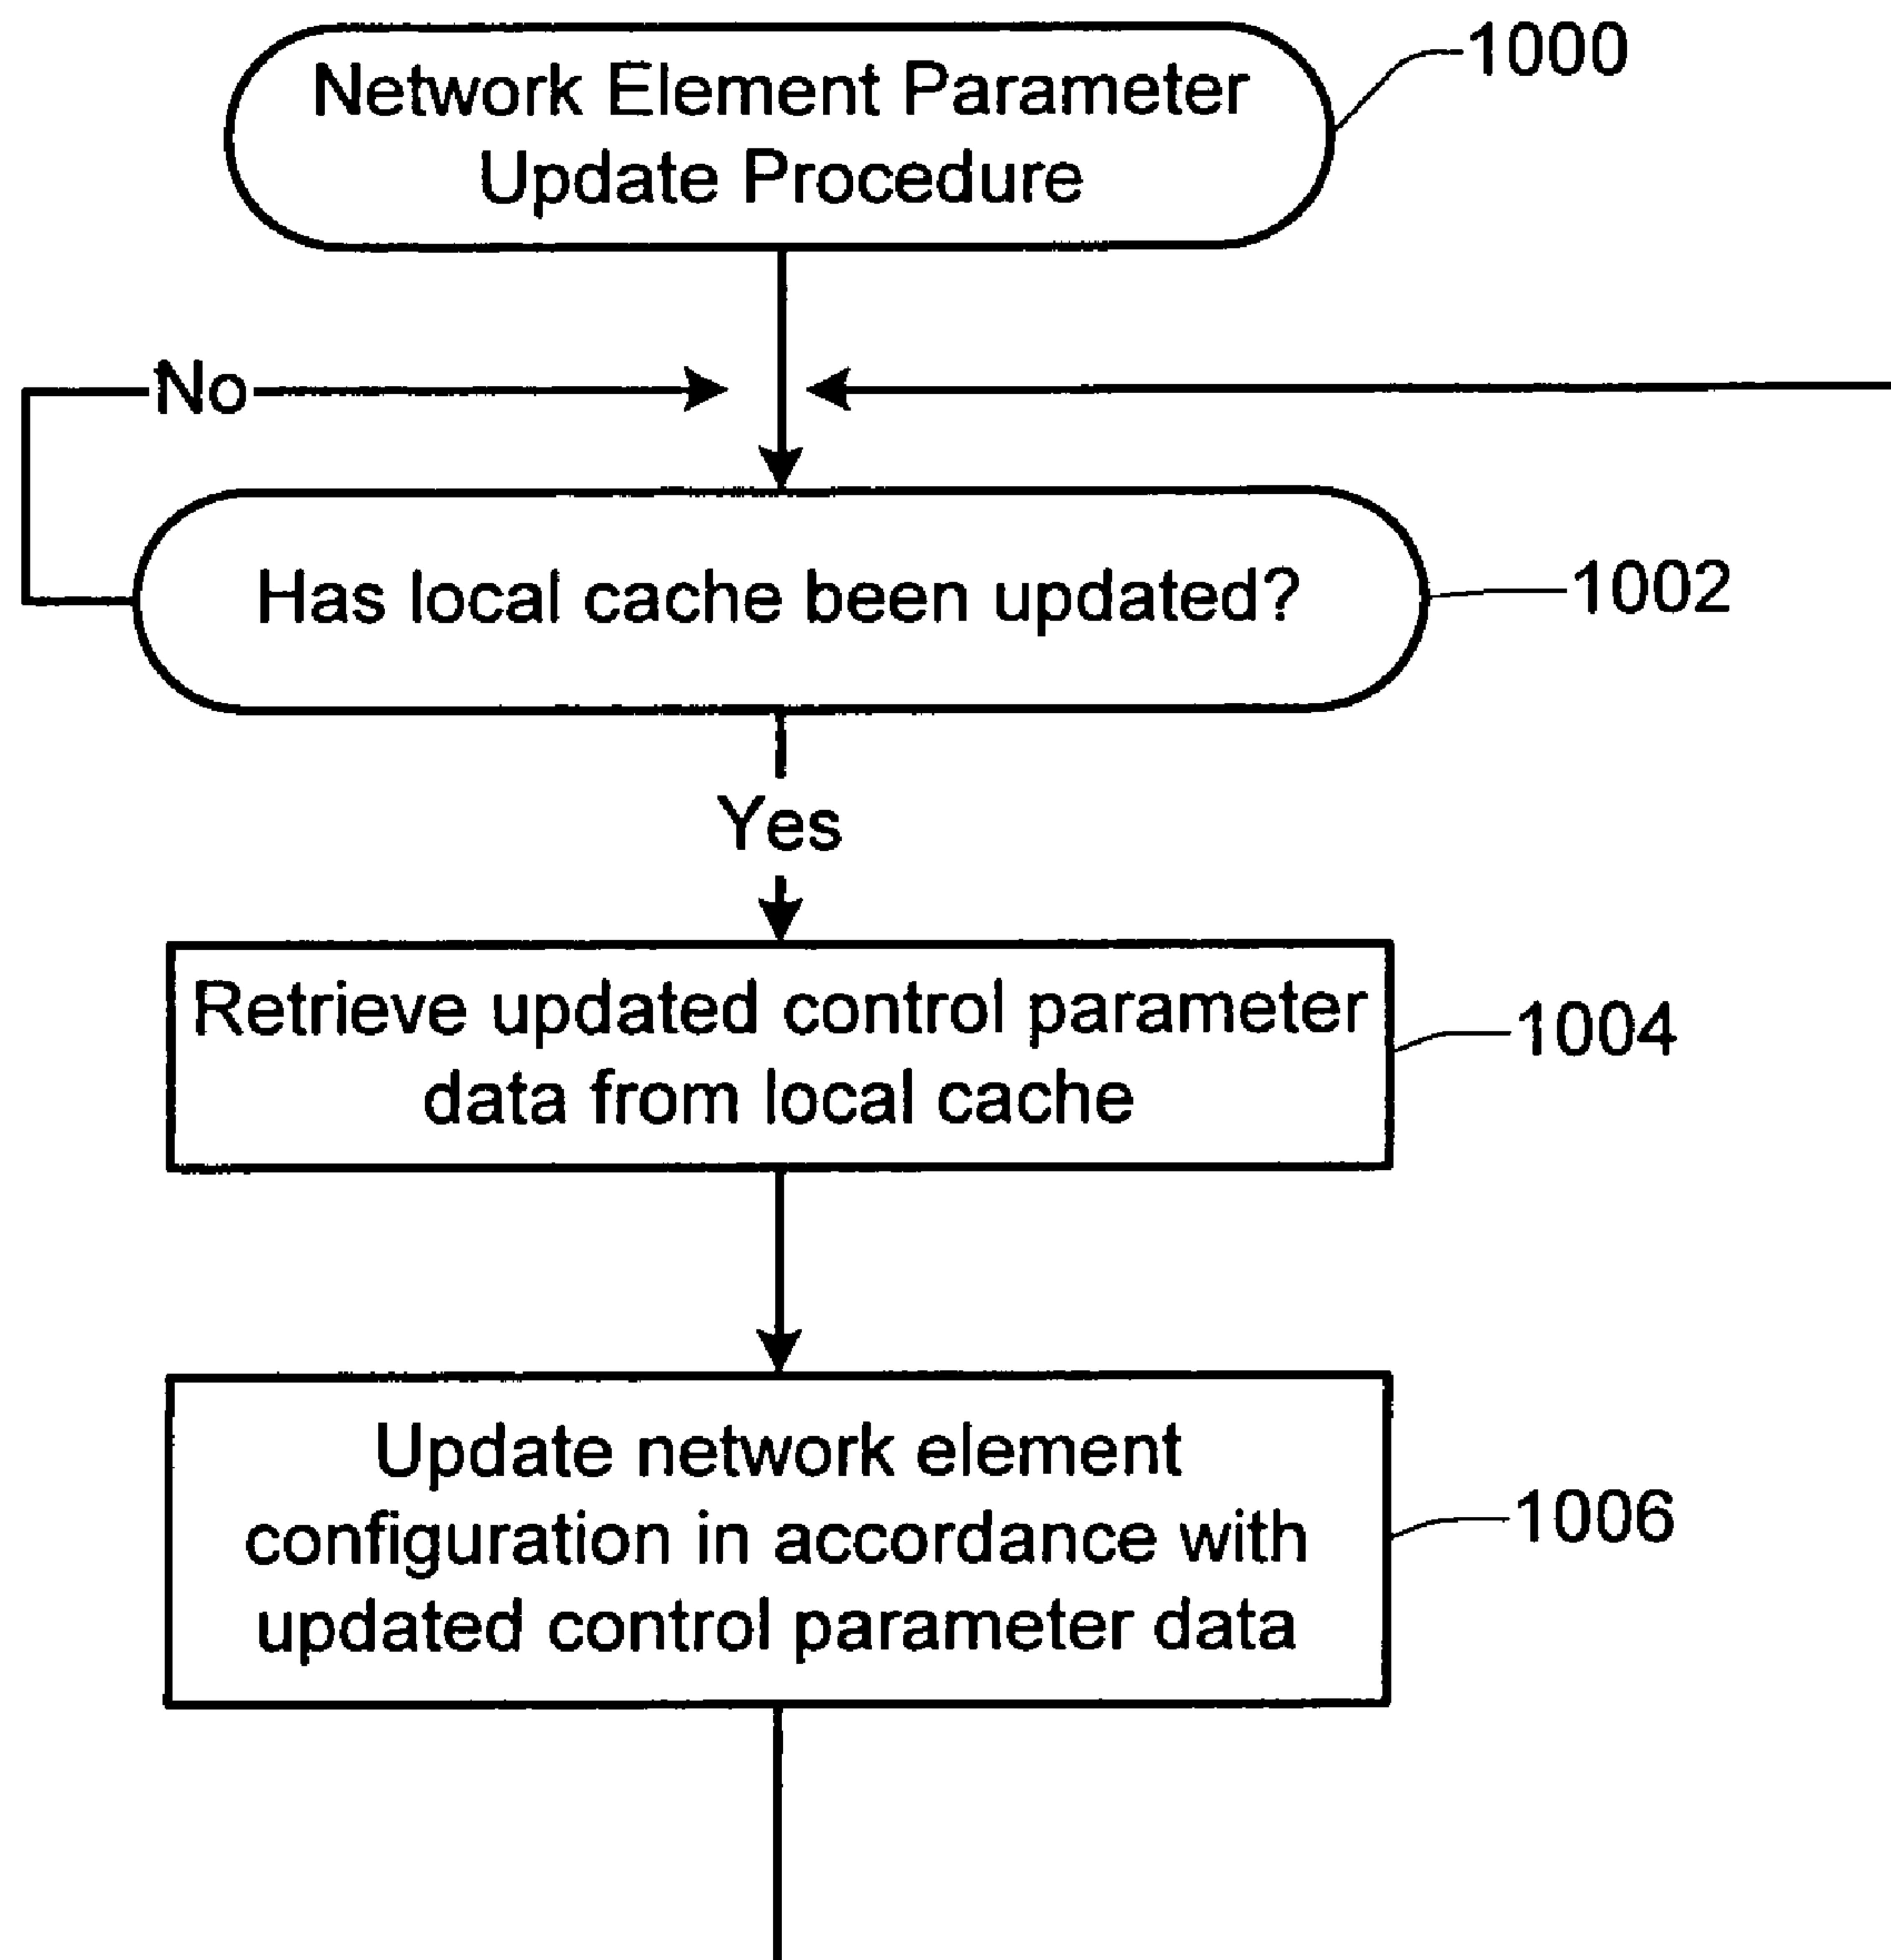 Network Element Parameter
Update Procedure
1000
No
Has local cache been updated?
1002
Yes
Retrieve updated control parameter
data from local cache
1004
Update network element
configuration in accordance with
updated control parameter data
1006